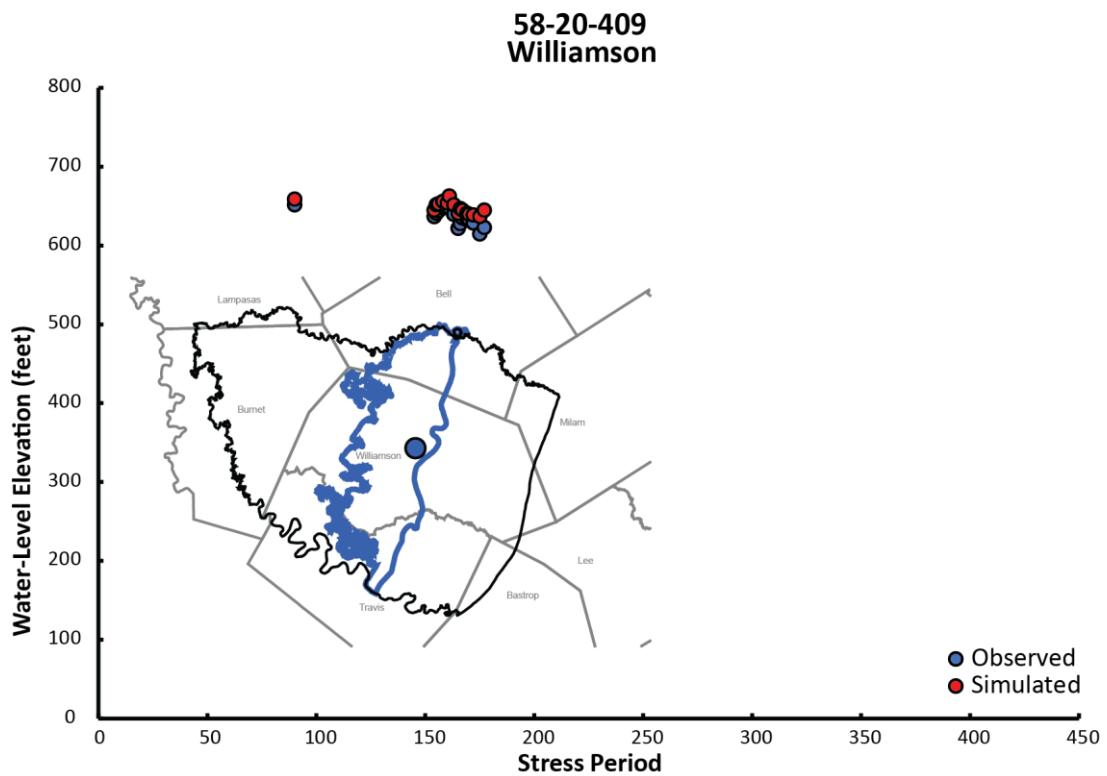 58-20-409
Williamson
Water-Level Elevation (feet)
800
700
600
500
400
300
200
100
0
Lampasas
Bell
Burnet
Milam
Williamson
Lee
Bastrop
Travis
Observed
Simulated
0 50 100 150 200 250 300 350 400 450
Stress Period